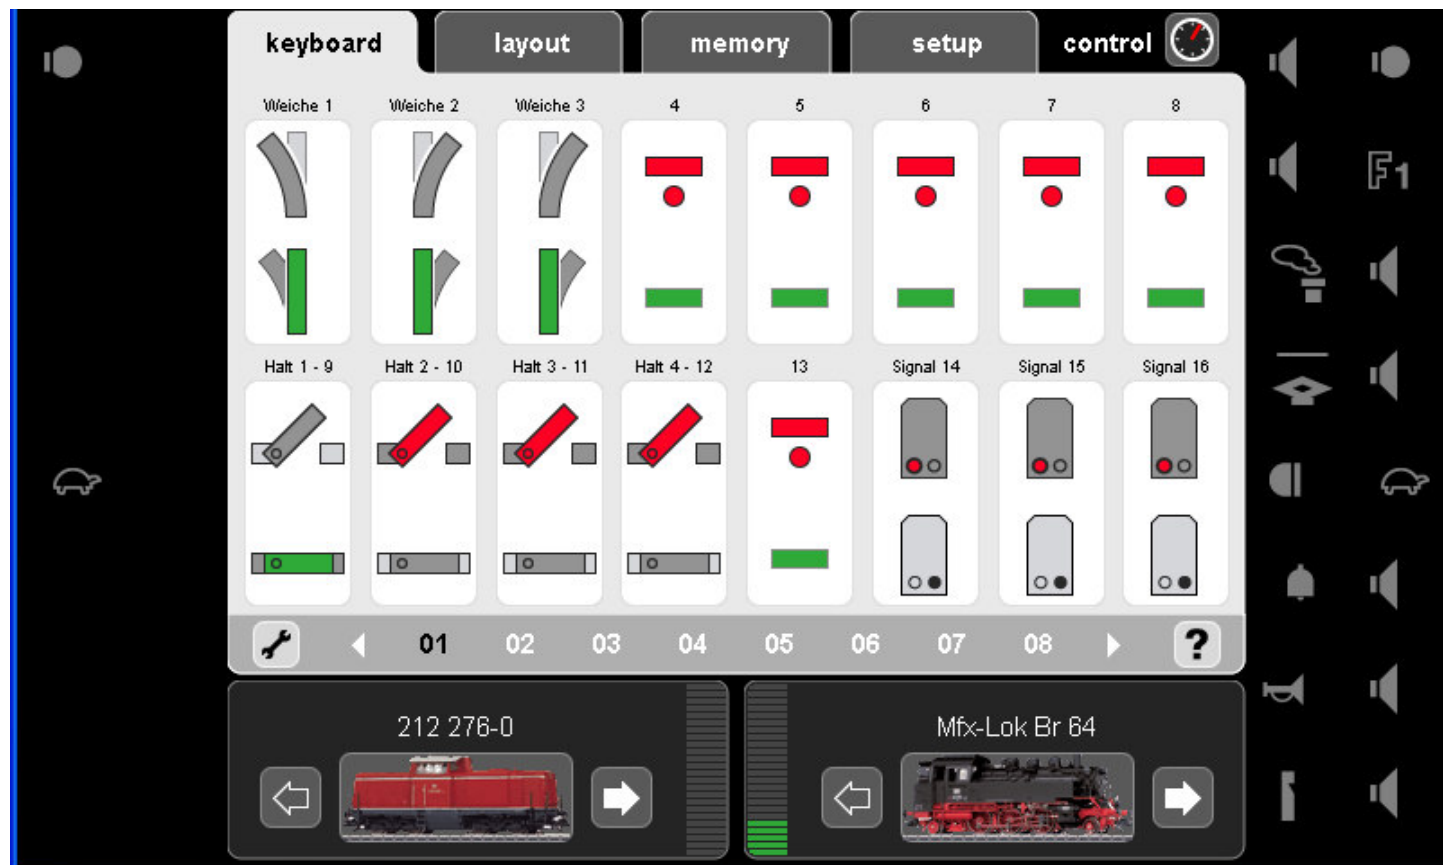 keyboard layout memory setup control
Weiche 1 Weiche 2 Weiche 3 4 5 6 7 8
F1
Halt 1 - 9 Halt 2 - 10 Halt 3 - 11 Halt 4 - 12 13 Signal 14 Signal 15 Signal 16
01 02 03 04 05 06 07 08 ?
212 276-0 Mfx-Lok Br 64